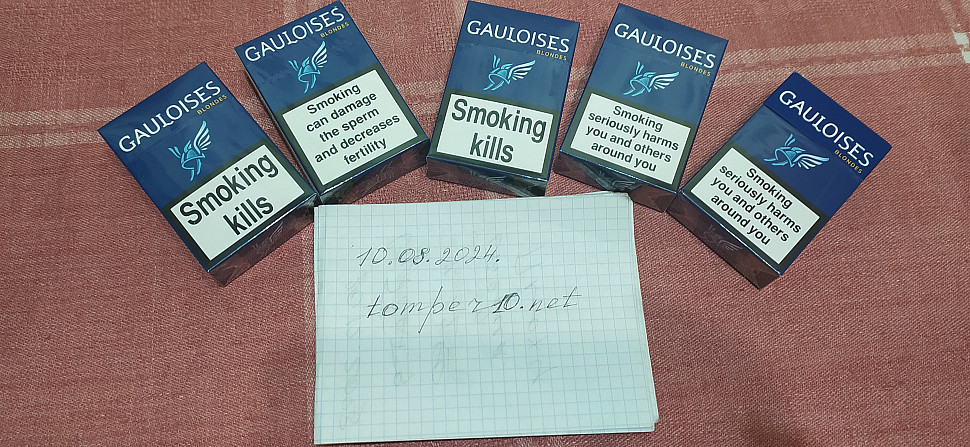 GAULOISES
BLONDES
Smoking
kills
GAULOISES
BLONDES
Smoking
can damage
the sperm
and decreases
fertility
GAULOISES
BLONDES
Smoking
kills
GAULOISES
BLONDES
Smoking
seriously harms
you and others
around you
GAULOISES
BLONDES
Smoking
seriously harms
you and others
around you
10.08.2024.
tomper10.net